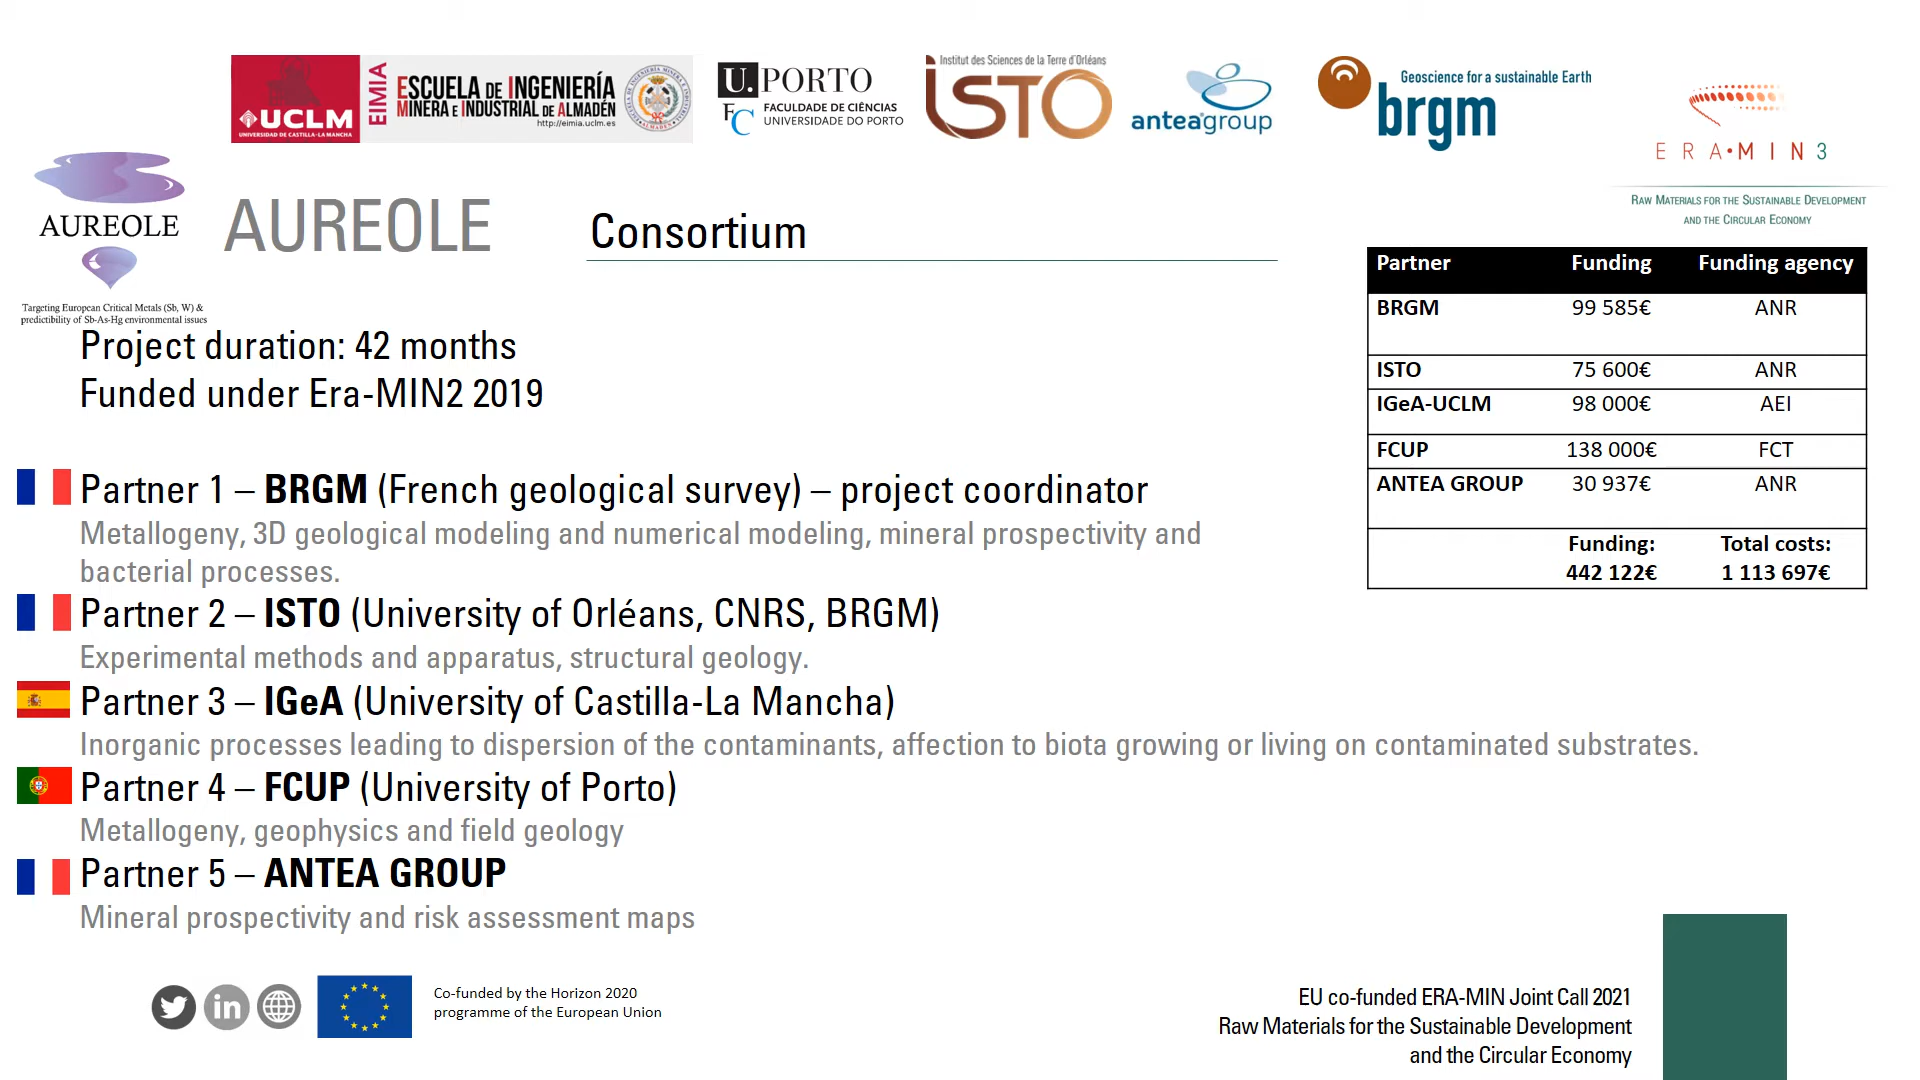 UCLM
UNIVERSIDAD DE CASTILLA-LA MANCHA
EIMIA
ESCUELA DE INGENIERÍA
MINERA E INDUSTRIAL DE ALMADÉN
http://eimia.uclm.es
U. PORTO
FC FACULDADE DE CIÊNCIAS
UNIVERSIDADE DO PORTO
Institut des Sciences de la Terre d'Orléans
isto
anteagroup
Geoscience for a sustainable Earth
brgm
ERA•MIN 3
RAW MATERIALS FOR THE SUSTAINABLE DEVELOPMENT
AND THE CIRCULAR ECONOMY
AUREOLE
Targeting European Critical Metals (Sb, W) &
predictibility of Sb-As-Hg environmental issues
AUREOLE
Consortium
Project duration: 42 months
Funded under Era-MIN2 2019
Partner 1 – BRGM (French geological survey) – project coordinator
Metallogeny, 3D geological modeling and numerical modeling, mineral prospectivity and
bacterial processes.
Partner 2 – ISTO (University of Orléans, CNRS, BRGM)
Experimental methods and apparatus, structural geology.
Partner 3 – IGeA (University of Castilla-La Mancha)
Inorganic processes leading to dispersion of the contaminants, affection to biota growing or living on contaminated substrates.
Partner 4 – FCUP (University of Porto)
Metallogeny, geophysics and field geology
Partner 5 – ANTEA GROUP
Mineral prospectivity and risk assessment maps
Partner Funding Funding agency
BRGM 99 585€ ANR
ISTO 75 600€ ANR
IGeA-UCLM 98 000€ AEI
FCUP 138 000€ FCT
ANTEA GROUP 30 937€ ANR
Funding: Total costs:
442 122€ 1 113 697€
in
Co-funded by the Horizon 2020
programme of the European Union
EU co-funded ERA-MIN Joint Call 2021
Raw Materials for the Sustainable Development
and the Circular Economy